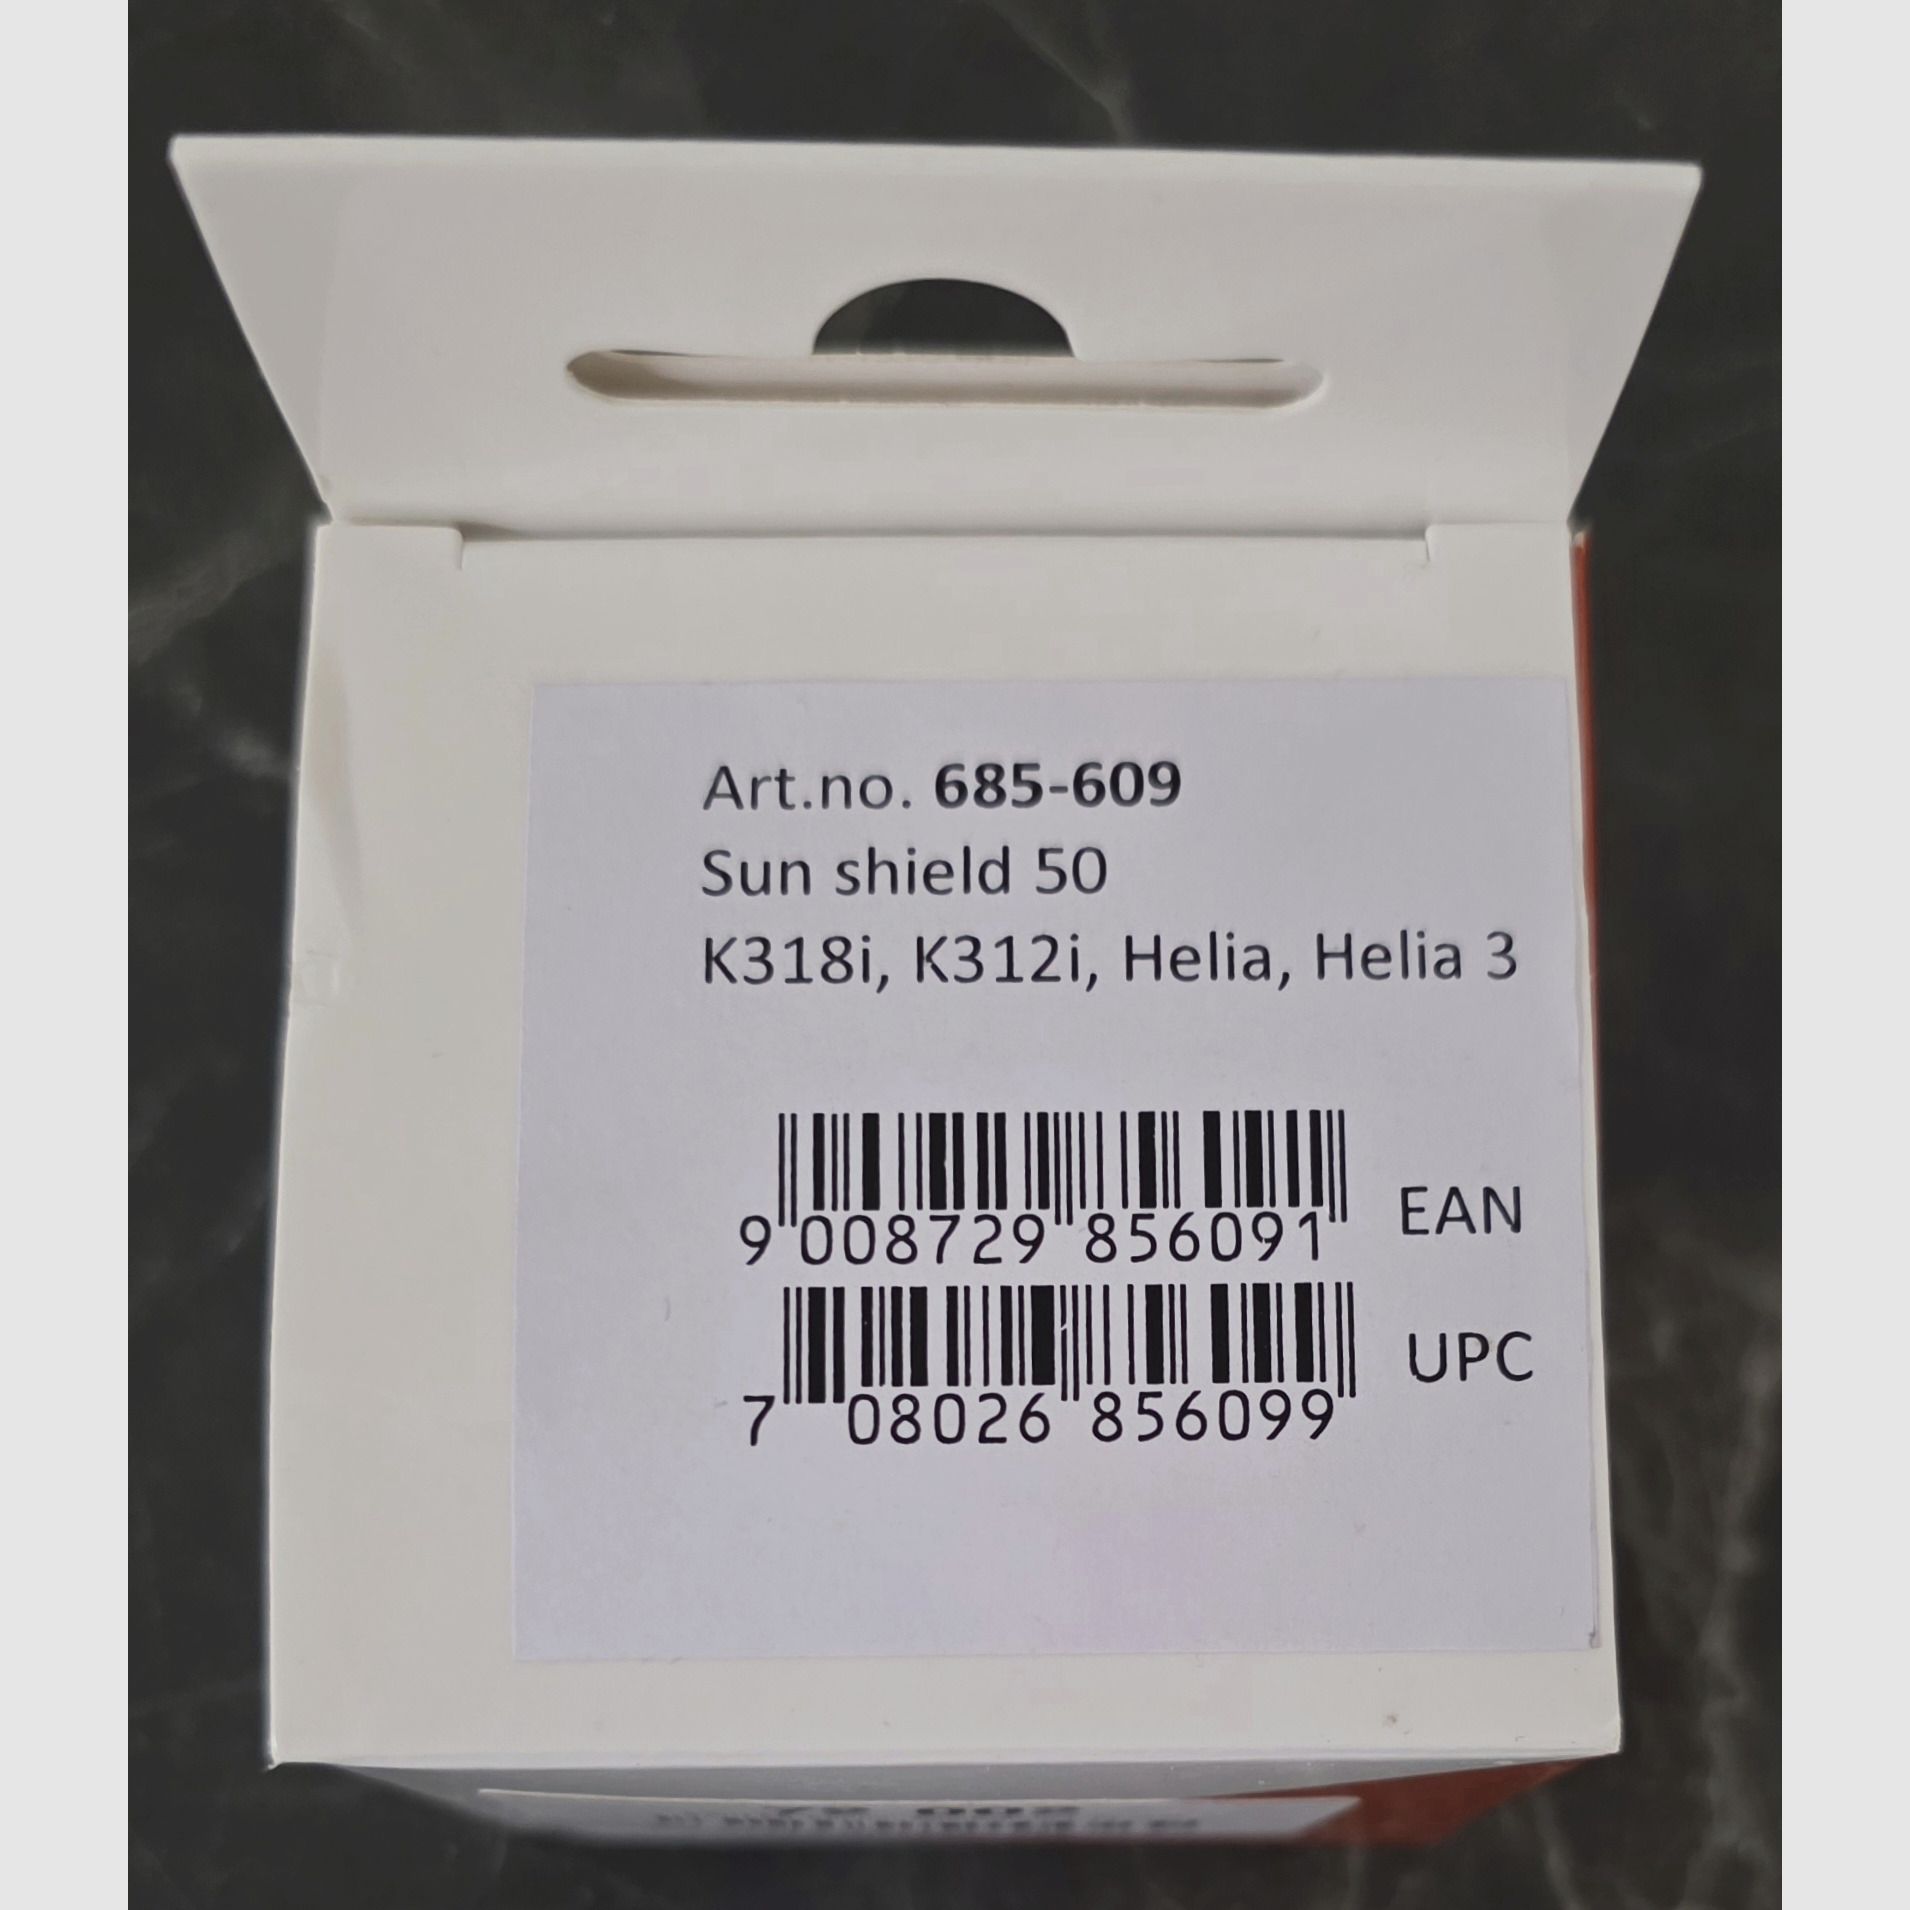 Art.no. 685-609
Sun shield 50
K318i, K312i, Helia, Helia 3
9 008729 856091 EAN
7 08026 856099 UPC